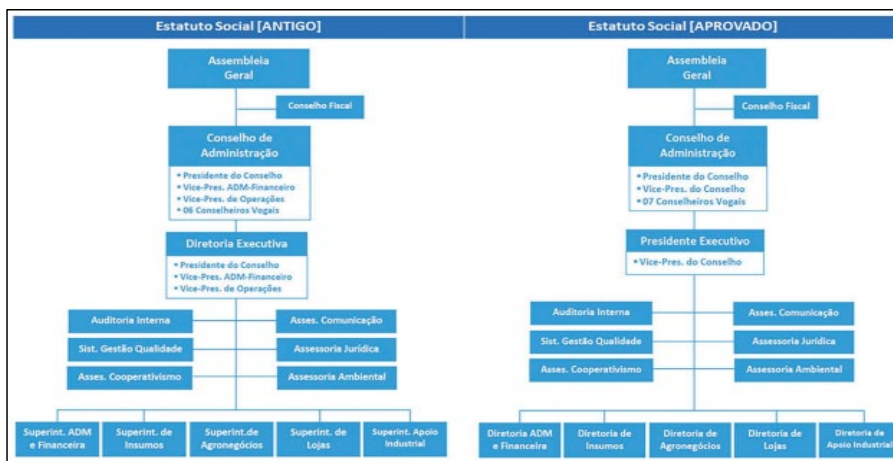 Estatuto Social [ANTIGO]
Assembleia
Geral
Conselho Fiscal
Conselho de
Administração
• Presidente do Conselho
• Vice-Pres. ADM-Financeiro
• Vice-Pres. de Operações
• 06 Conselheiros Vogais
Diretoria Executiva
• Presidente do Conselho
• Vice-Pres. ADM-Financeiro
• Vice-Pres. de Operações
Auditoria Interna
Asses. Comunicação
Sist. Gestão Qualidade
Assessoria Jurídica
Asses. Cooperativismo
Assessoria Ambiental
Superint. ADM
e Financeira
Superint. de
Insumos
Superint.de
Agronegócios
Superint. de
Lojas
Superint. Apoio
Industrial
Estatuto Social [APROVADO]
Assembleia
Geral
Conselho Fiscal
Conselho de
Administração
• Presidente do Conselho
• Vice-Pres. do Conselho
• 07 Conselheiros Vogais
Presidente Executivo
• Vice-Pres. do Conselho
Auditoria Interna
Asses. Comunicação
Sist. Gestão Qualidade
Assessoria Jurídica
Asses. Cooperativismo
Assessoria Ambiental
Diretoria ADM
e Financeira
Diretoria de
Insumos
Diretoria de
Agronegócios
Diretoria de
Lojas
Diretoria de
Apoio Industrial